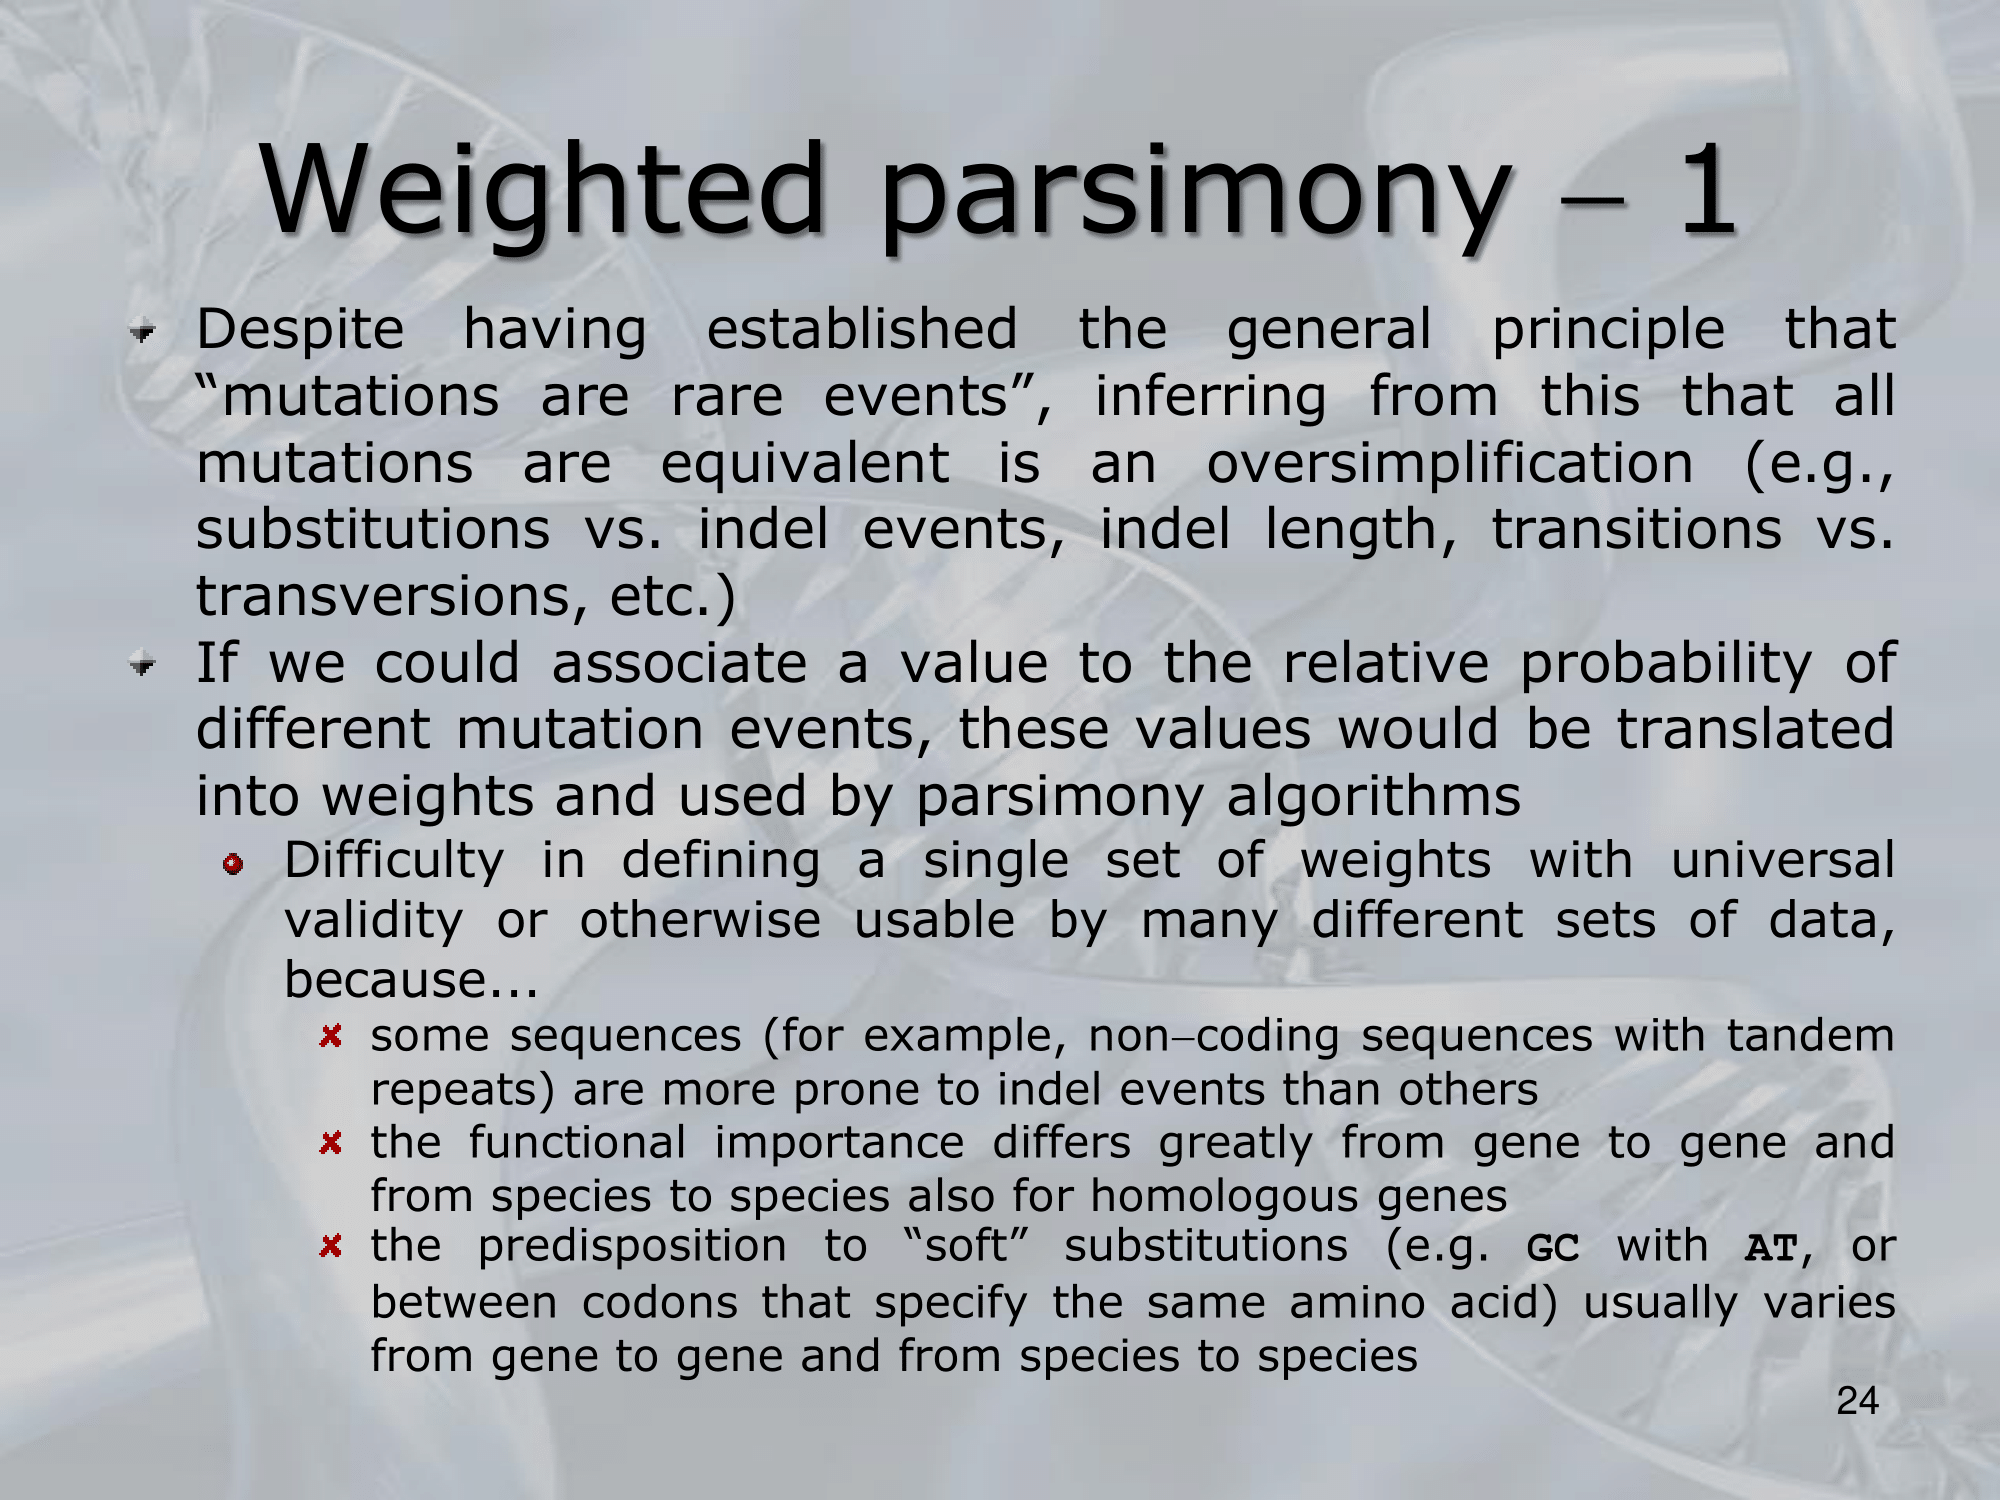 Weighted parsimony – 1
Despite having established the general principle that
“mutations are rare events”, inferring from this that all
mutations are equivalent is an oversimplification (e.g.,
substitutions vs. indel events, indel length, transitions vs.
transversions, etc.)
If we could associate a value to the relative probability of
different mutation events, these values would be translated
into weights and used by parsimony algorithms
Difficulty in defining a single set of weights with universal
validity or otherwise usable by many different sets of data,
because…
some sequences (for example, non–coding sequences with tandem
repeats) are more prone to indel events than others
the functional importance differs greatly from gene to gene and
from species to species also for homologous genes
the predisposition to “soft” substitutions (e.g. GC with AT, or
between codons that specify the same amino acid) usually varies
from gene to gene and from species to species
24